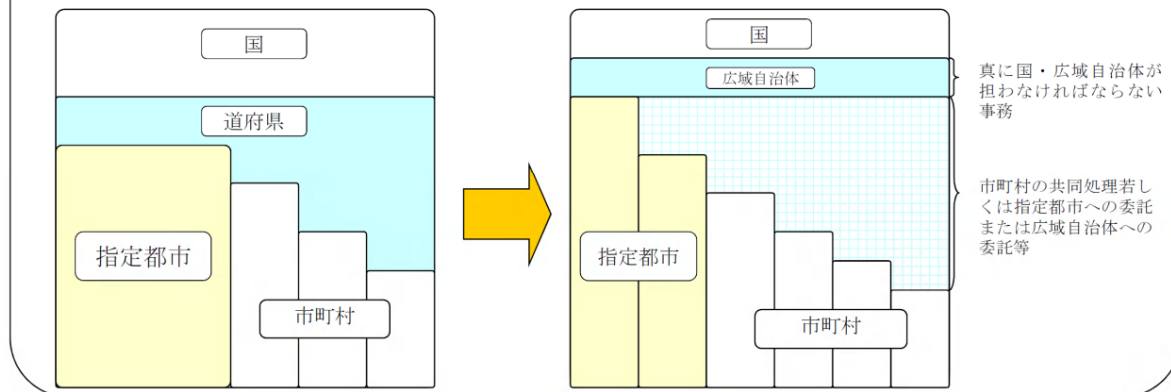 国
道府県
指定都市
市町村
国
広域自治体
指定都市
市町村
真に国・広域自治体が
担わなければならない
事務
市町村の共同処理若し
くは指定都市への委託
または広域自治体への
委託等